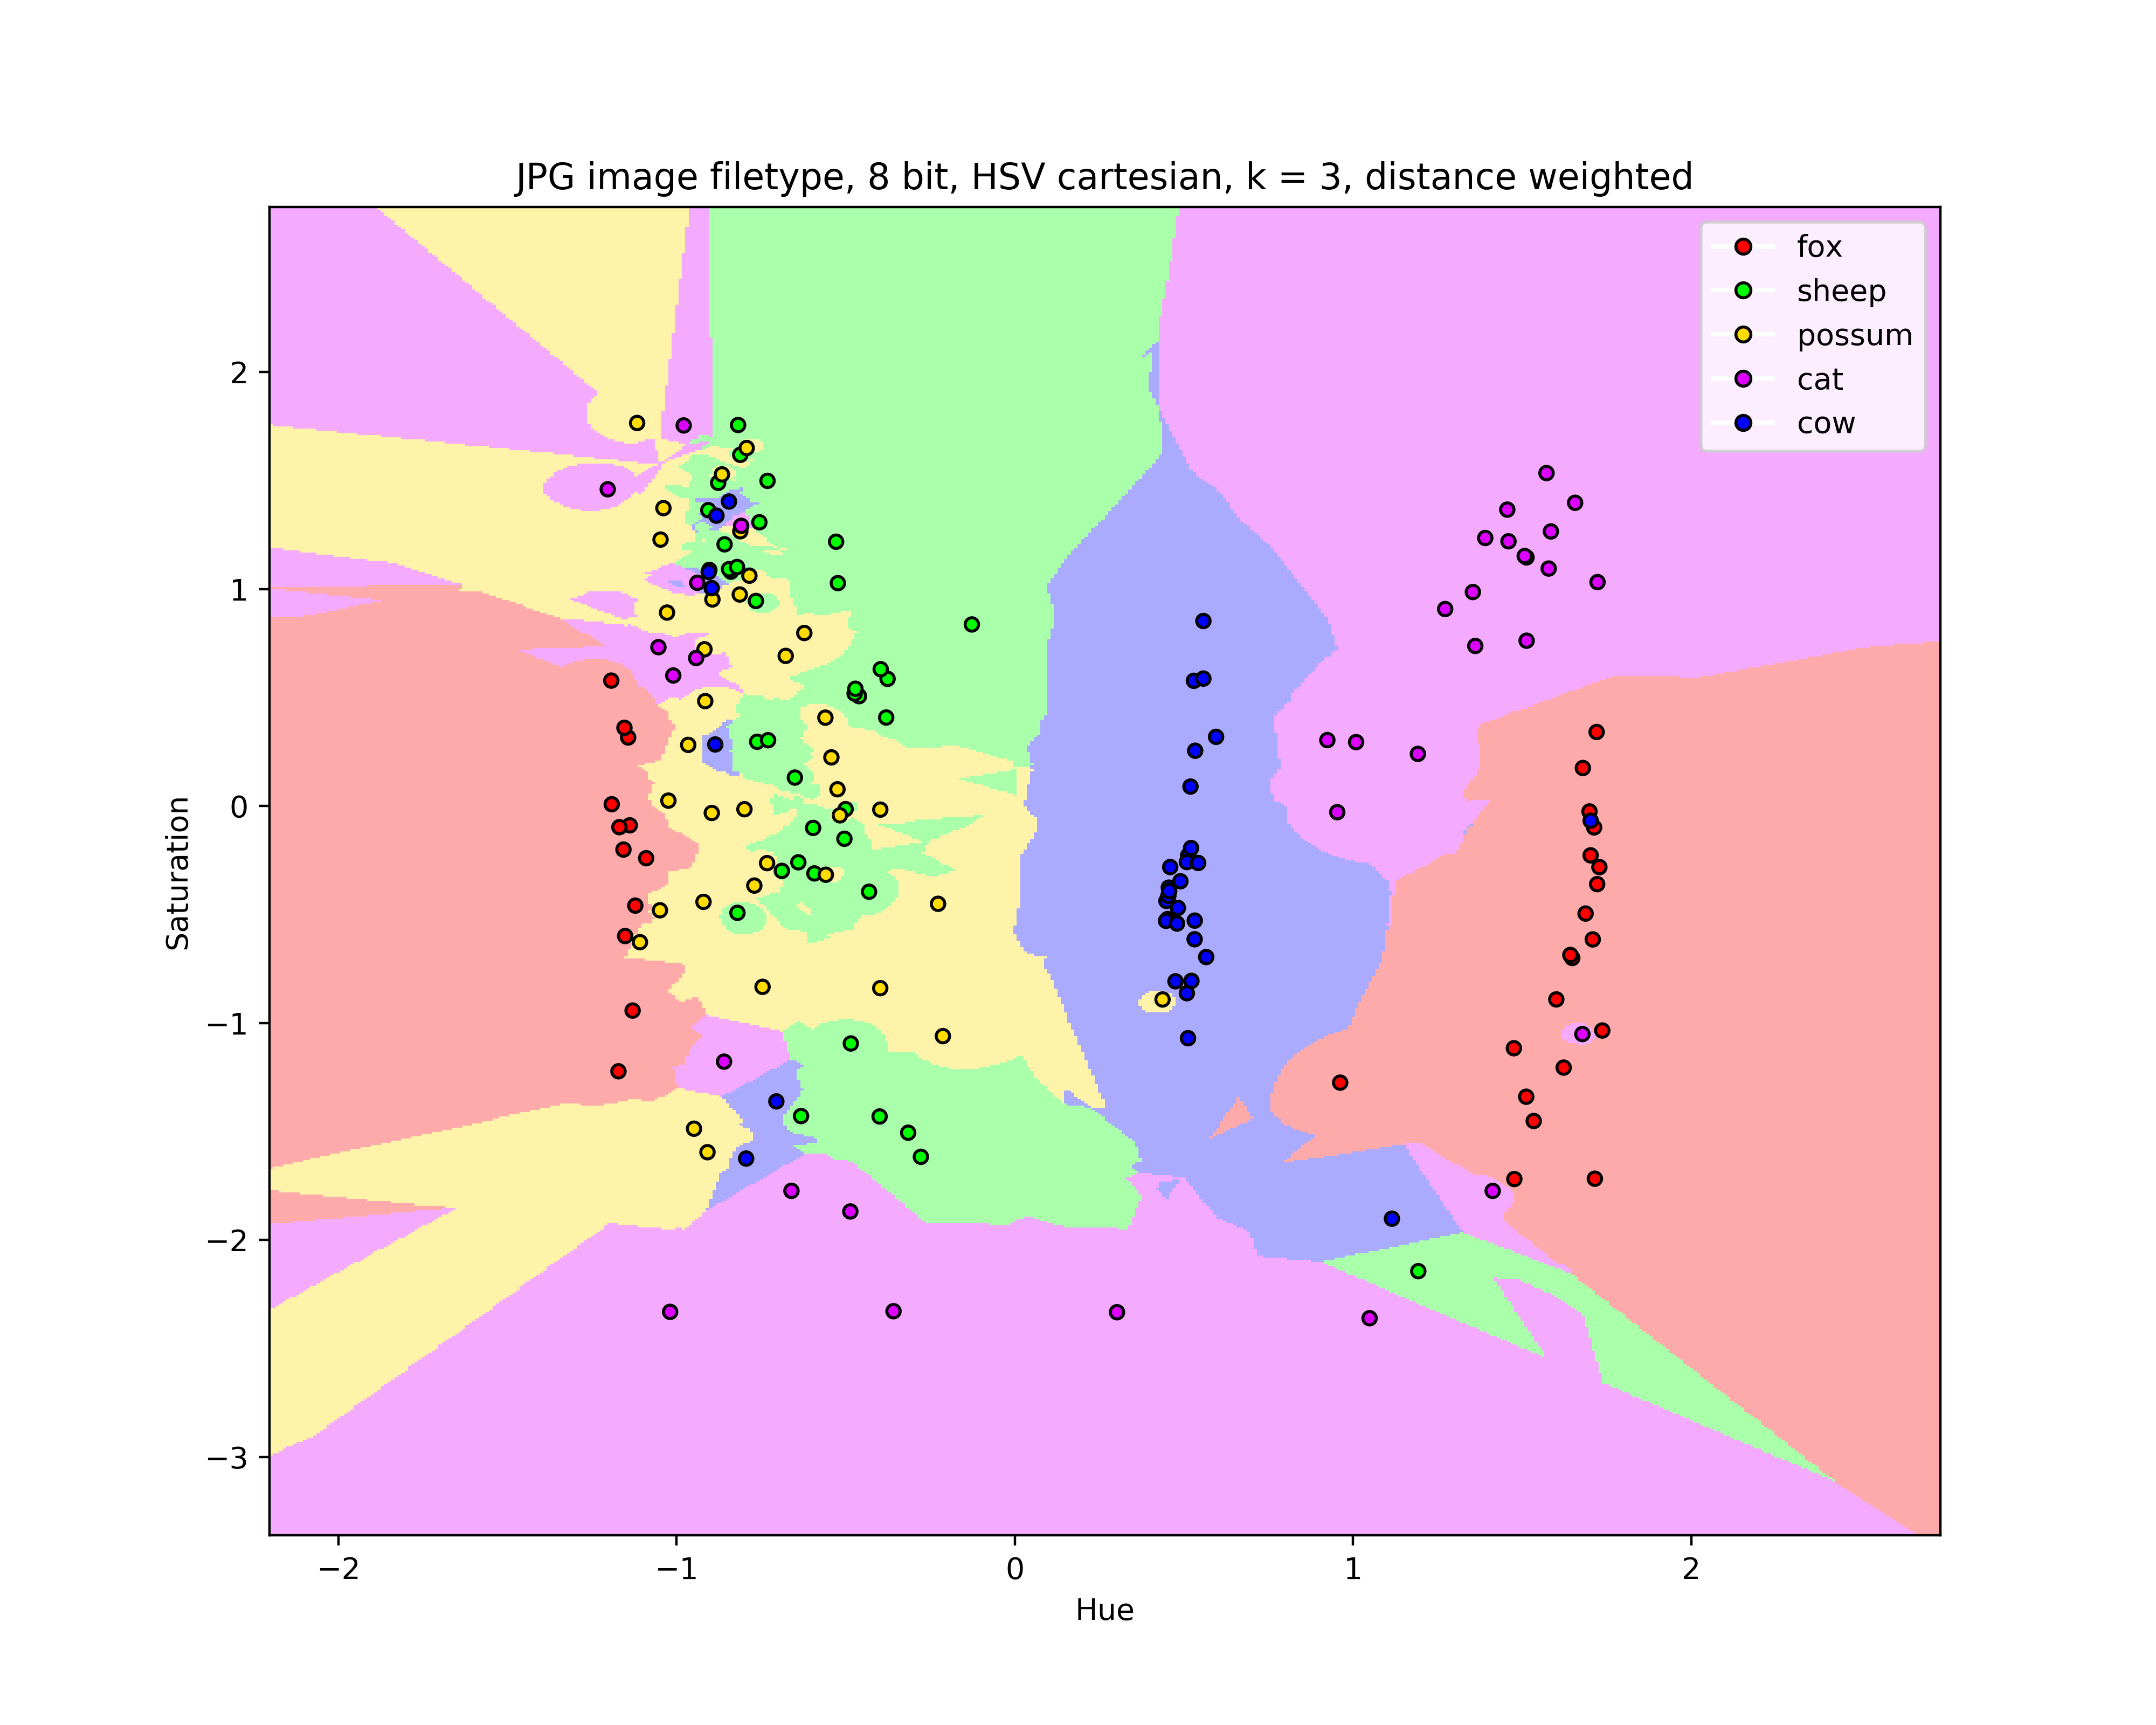 JPG image filetype, 8 bit, HSV cartesian, k = 3, distance weighted
fox
sheep
possum
cat
cow
2
1
0
−1
−2
−3
Saturation
−2
−1
0
1
2
Hue